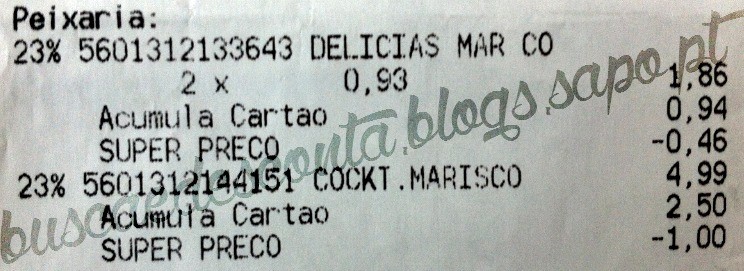 Peixaria:
23% 5601312133643 DELICIAS MAR CO
2 x 0,93 1,86
Acumula Cartao 0,94
SUPER PRECO -0,46
23% 5601312144151 COCKT.MARISCO 4,99
Acumula Cartao 2,50
SUPER PRECO -1,00
buscaedesconta.blogs.sapo.pt